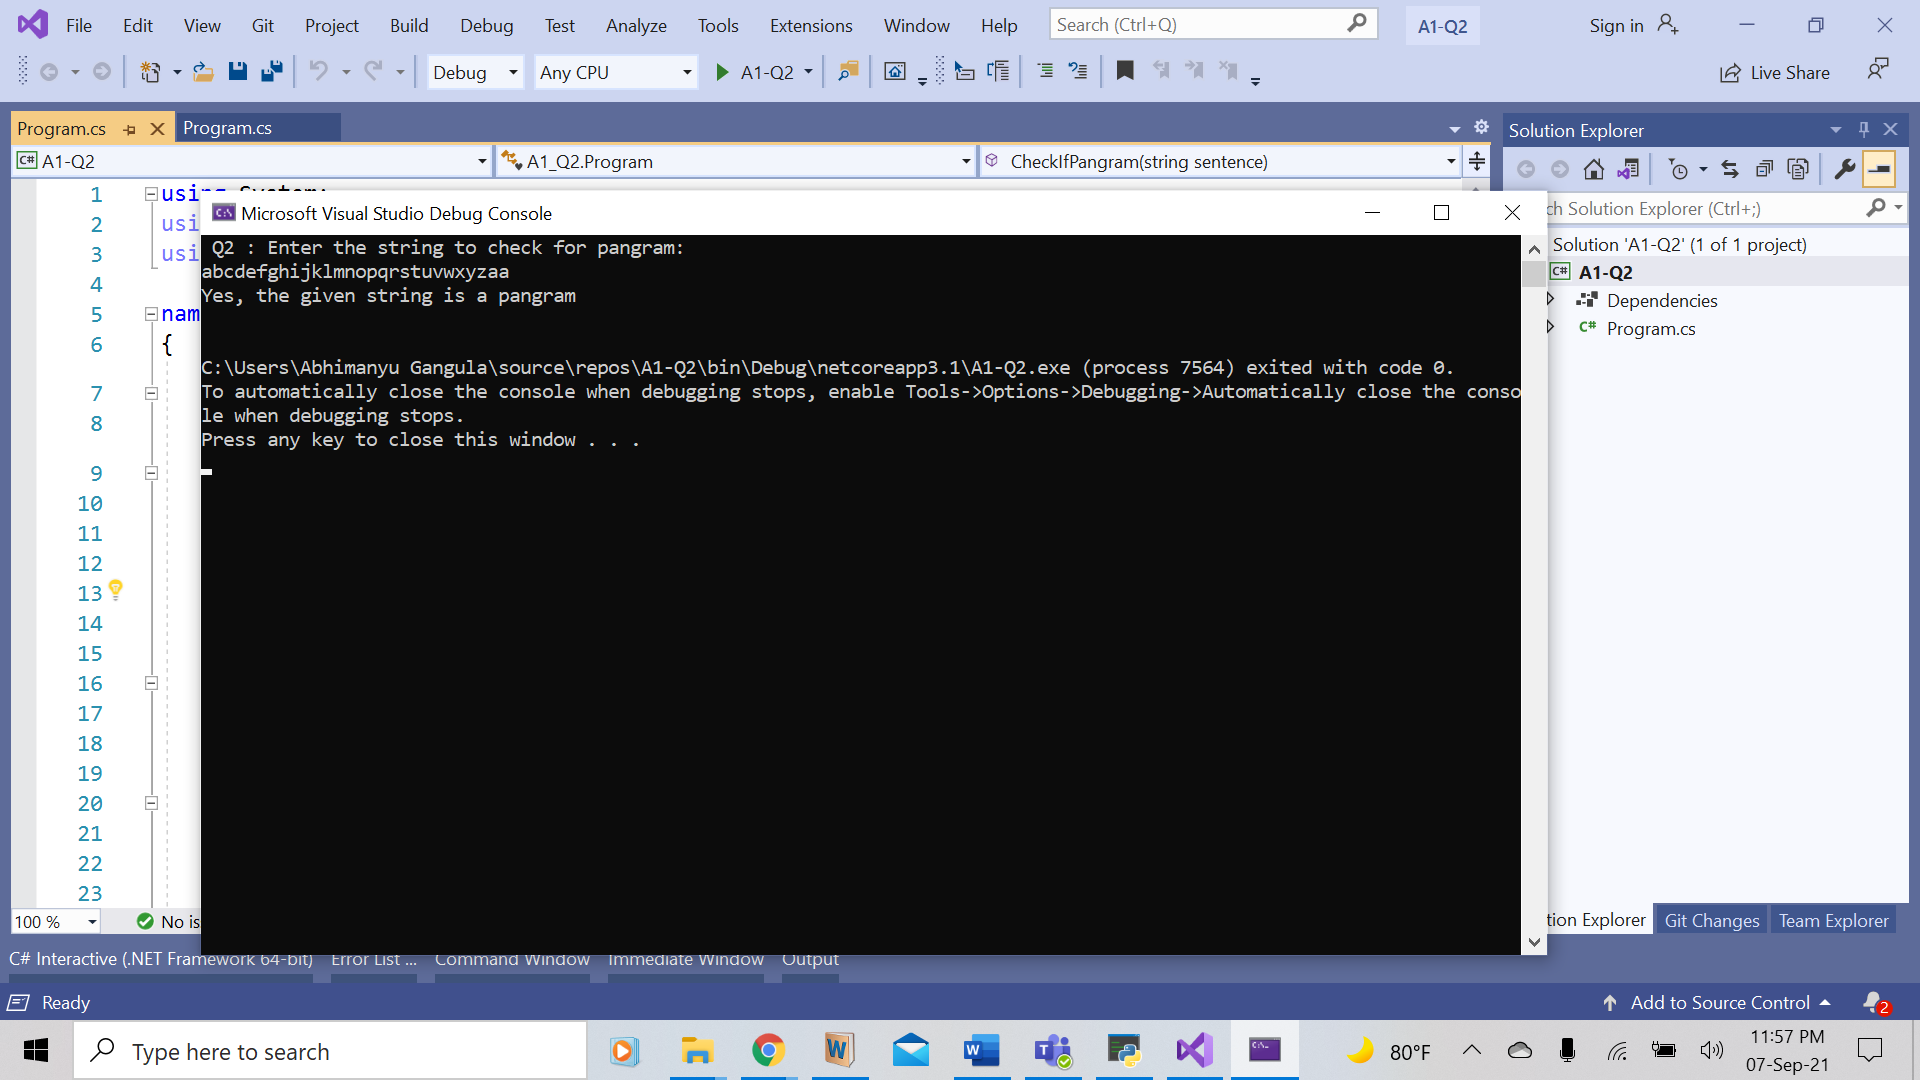 File Edit View Git Project Build Debug Test Analyze Tools Extensions Window Help Search (Ctrl+Q) A1-Q2 Sign in
Debug Any CPU A1-Q2 Live Share
Program.cs Program.cs Solution Explorer
C# A1-Q2 A1_Q2.Program CheckIfPangram(string sentence)
1 using System;
Microsoft Visual Studio Debug Console
ch Solution Explorer (Ctrl+;)
2 usi
3 usi
4
5 nam
6 {
7
8
9
10
11
12
13
14
15
16
17
18
19
20
21
22
23
Q2 : Enter the string to check for pangram:
abcdefghijklmnopqrstuvwxyzaa
Yes, the given string is a pangram
C:\Users\Abhimanyu Gangula\source\repos\A1-Q2\bin\Debug\netcoreapp3.1\A1-Q2.exe (process 7564) exited with code 0.
To automatically close the console when debugging stops, enable Tools->Options->Debugging->Automatically close the conso
le when debugging stops.
Press any key to close this window . . .
Solution 'A1-Q2' (1 of 1 project)
C# A1-Q2
Dependencies
C# Program.cs
100 % No is
tion Explorer Git Changes Team Explorer
C# Interactive (.NET Framework 64-bit) Error List ... Command Window Immediate Window Output
Ready Add to Source Control 2
Type here to search 80°F 11:57 PM
07-Sep-21